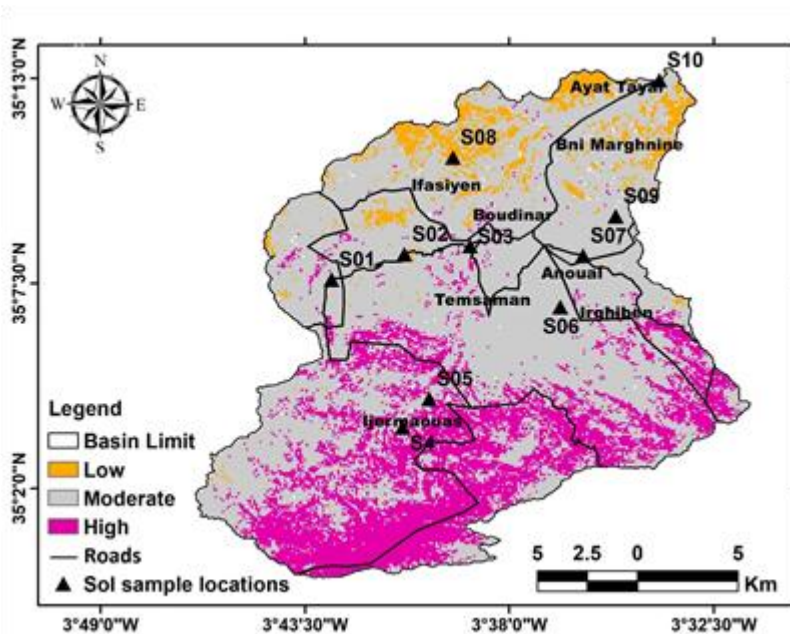 35°13'0"N
35°7'30"N
35°2'0"N
N
W
E
S
S10
Ayat Tayar
S08
Bni Marghnine
Ifasiyen
S09
Boudinar
S02
S03
S07
S01
Anoual
Temsaman
S06
Irghiben
S05
Ijermaouas
S4
Legend
Basin Limit
Low
Moderate
High
Roads
Sol sample locations
5 2.5 0 5
Km
3°49'0"W 3°43'30"W 3°38'0"W 3°32'30"W